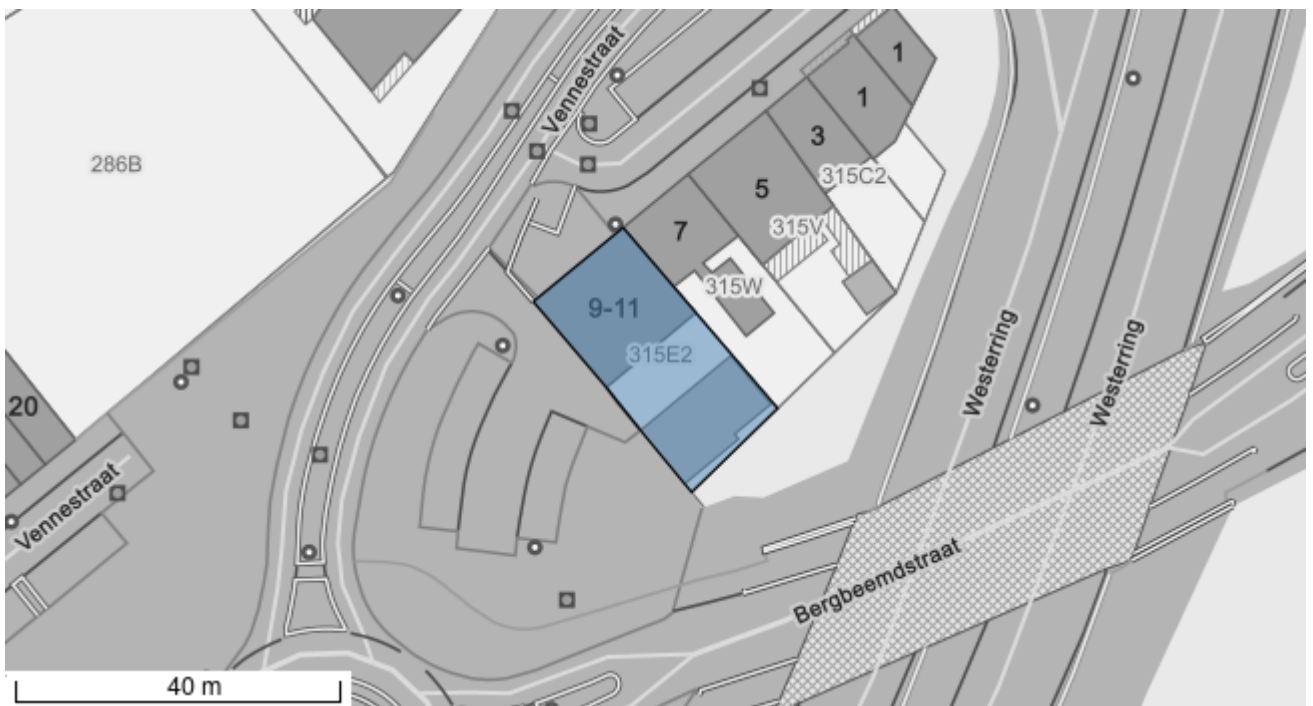 Vennestraat
1
1
3
286B
315C2
5
315V
7
315W
9-11
315E2
Westerring
Westerring
20
Vennestraat
Bergbeemdstraat
40 m